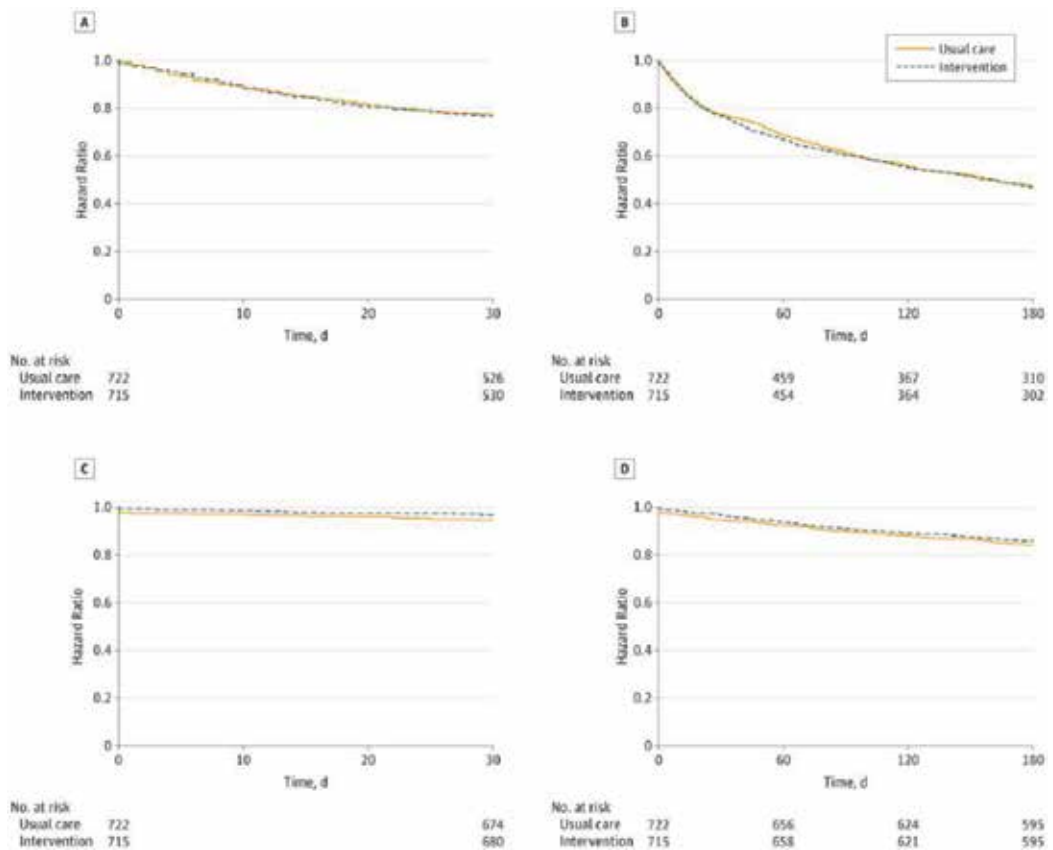 A
1.0
0.8
0.6
0.4
0.2
0
Hazard Ratio
0 10 20 30
Time, d
No. at risk
Usual care 722 526
Intervention 715 530
B
Usual care
Intervention
1.0
0.8
0.6
0.4
0.2
0
Hazard Ratio
0 60 120 180
Time, d
No. at risk
Usual care 722 459 367 310
Intervention 715 454 364 302
C
1.0
0.8
0.6
0.4
0.2
0
Hazard Ratio
0 10 20 30
Time, d
No. at risk
Usual care 722 674
Intervention 715 680
D
1.0
0.8
0.6
0.4
0.2
0
Hazard Ratio
0 60 120 180
Time, d
No. at risk
Usual care 722 656 624 595
Intervention 715 658 621 595